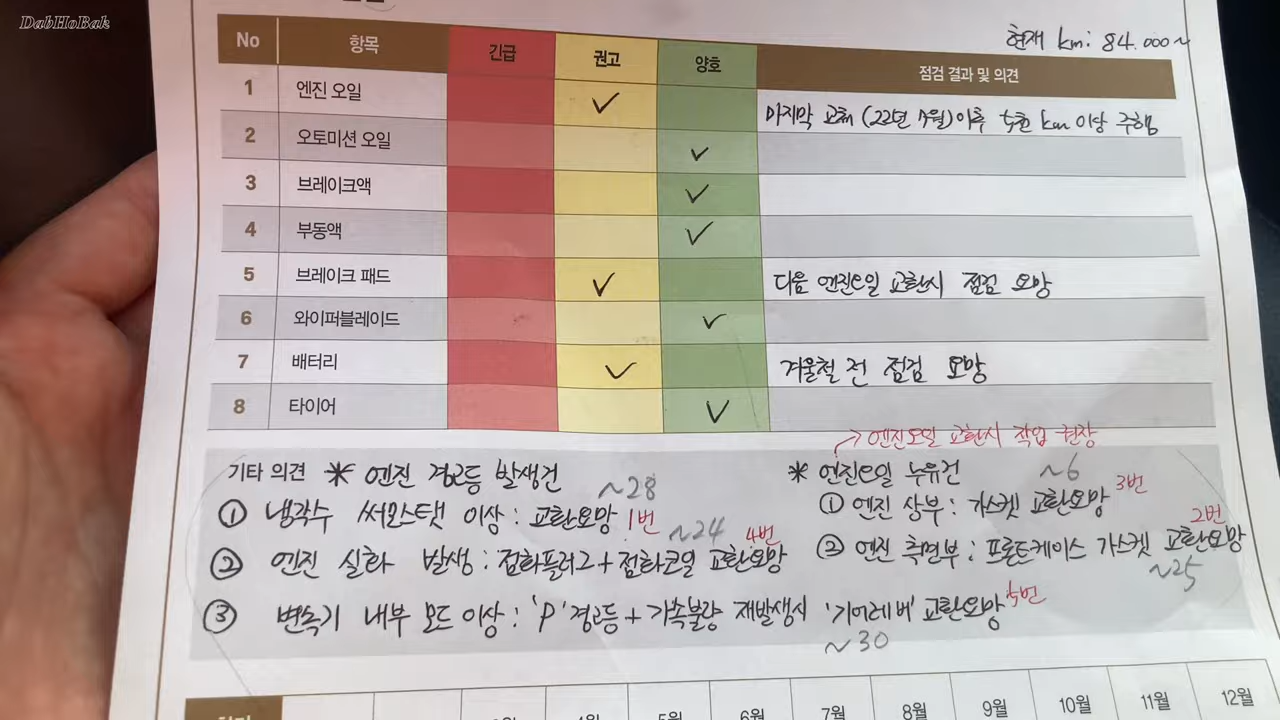 DabHoBak
현재 km: 84.000~
No 항목 긴급 권고 양호 점검 결과 및 의견
1 엔진 오일 ✓ 마지막 교체 (22년 7월)이후 5천 km 이상 주행
2 오토미션 오일 ✓
3 브레이크액 ✓
4 부동액 ✓
5 브레이크 패드 ✓ 다음 엔진오일 교환시 점검 요망
6 와이퍼블레이드 ✓
7 배터리 ✓ 겨울철 전 점검 요망
8 타이어 ✓
기타 의견 * 엔진 경고등 발생건
~28
① 냉각수 써모스탯 이상 : 교환요망 1번
~24 4번
② 엔진 실화 발생 : 점화플러그+점화코일 교환요망
③ 변속기 내부 모드 이상 : 'P' 경고등 + 가속불량 재발생시 '기어레버' 교환요망 5번
~30
→ 엔진오일 교환시 작업 권장
* 엔진오일 누유건 ~6
① 엔진 상부 : 가스켓 교환요망 3번
2번
② 엔진 측면부 : 프론트케이스 가스켓 교환요망
~25
4월 5월 6월 7월 8월 9월 10월 11월 12월